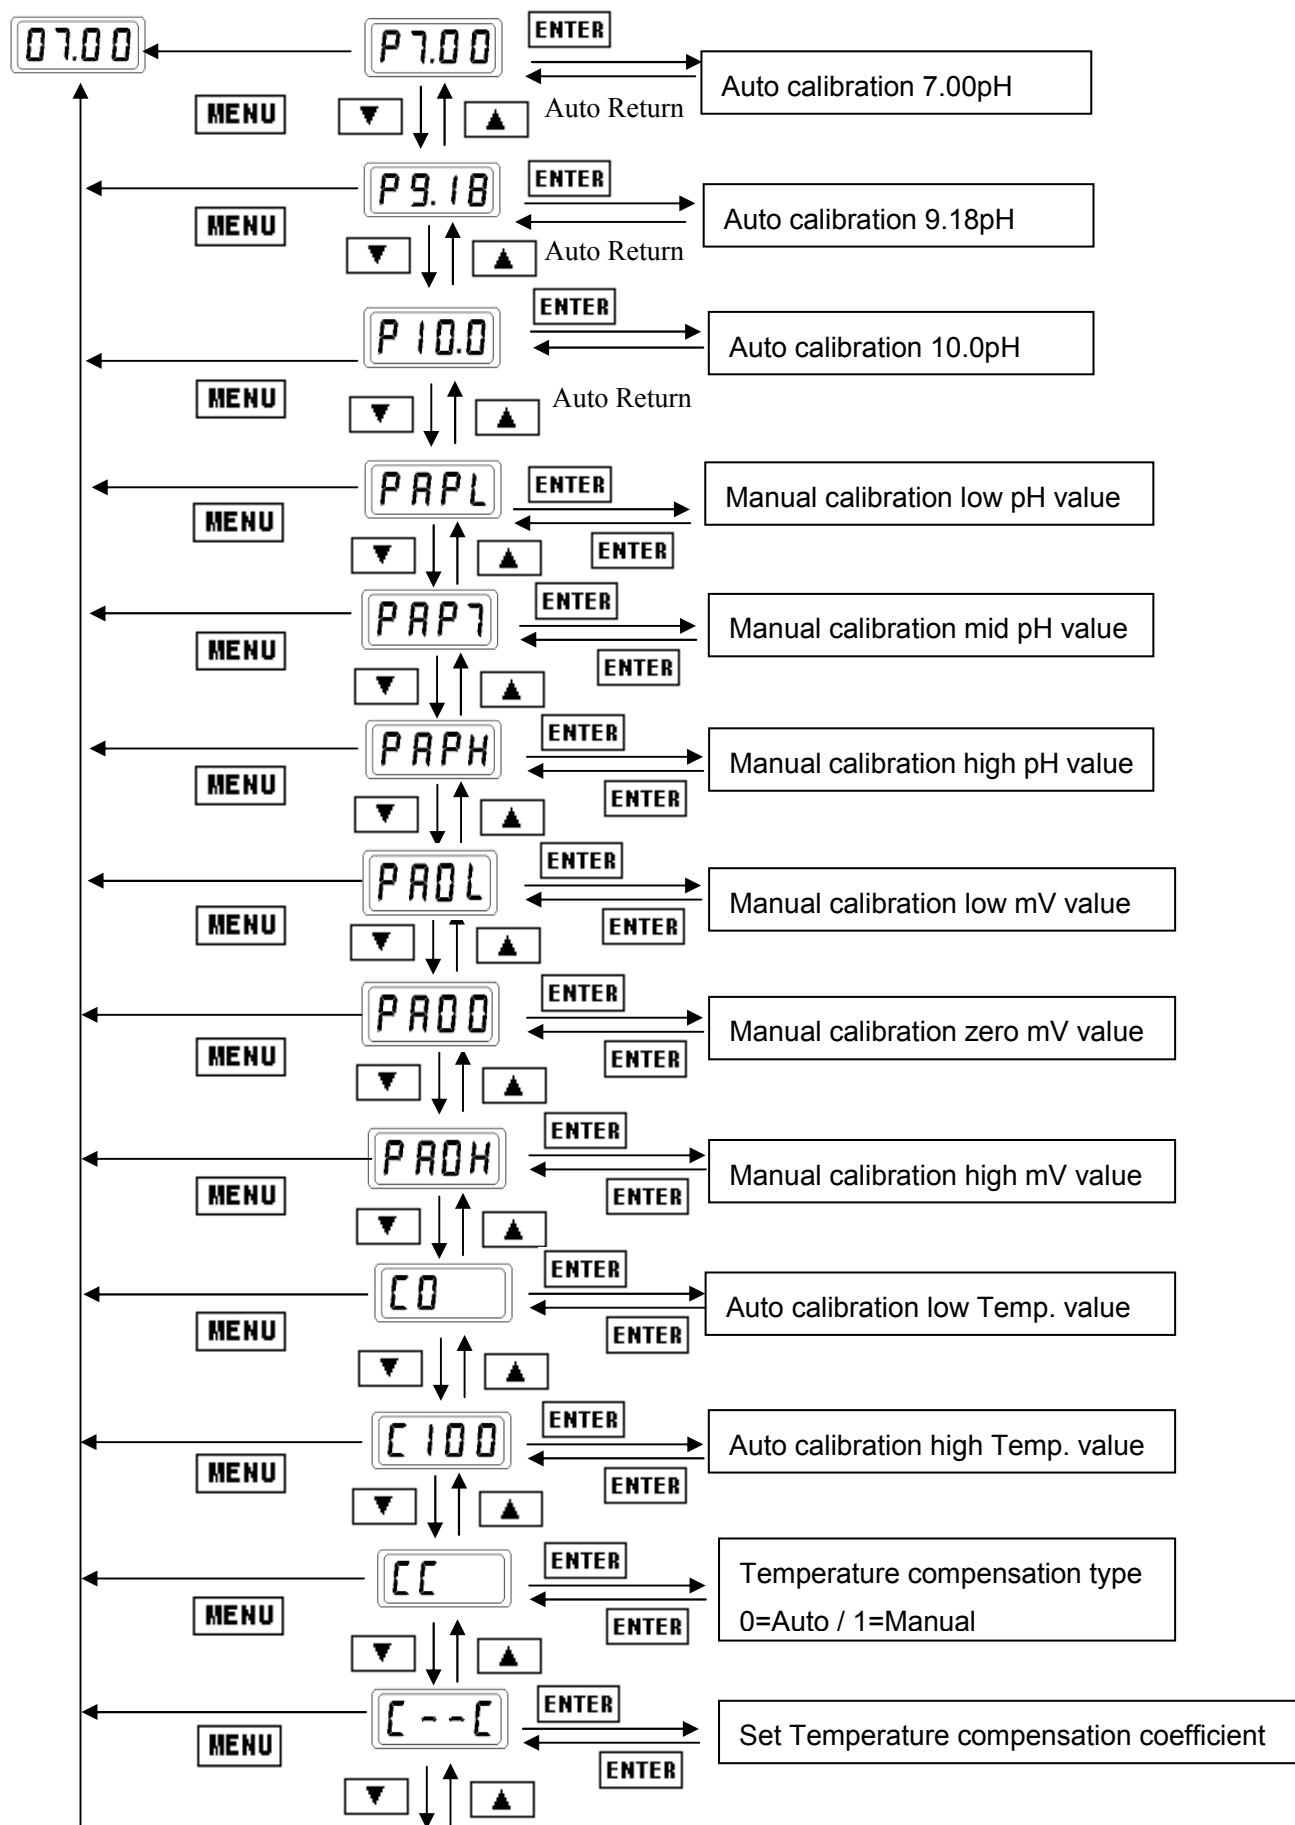 07.00
P7.00
ENTER
Auto calibration 7.00pH
MENU
▼
▲
Auto Return
P9.18
ENTER
Auto calibration 9.18pH
MENU
▼
▲
Auto Return
P10.0
ENTER
Auto calibration 10.0pH
MENU
▼
▲
Auto Return
PAPL
ENTER
Manual calibration low pH value
MENU
▼
▲
ENTER
PAP7
ENTER
Manual calibration mid pH value
MENU
▼
▲
ENTER
PAPH
ENTER
Manual calibration high pH value
MENU
▼
▲
ENTER
PAOL
ENTER
Manual calibration low mV value
MENU
▼
▲
ENTER
PAOO
ENTER
Manual calibration zero mV value
MENU
▼
▲
ENTER
PAOH
ENTER
Manual calibration high mV value
MENU
▼
▲
ENTER
C0
ENTER
Auto calibration low Temp. value
MENU
▼
▲
ENTER
C100
ENTER
Auto calibration high Temp. value
MENU
▼
▲
ENTER
CC
ENTER
Temperature compensation type
0=Auto / 1=Manual
MENU
▼
▲
ENTER
C--C
ENTER
Set Temperature compensation coefficient
MENU
▼
▲
ENTER